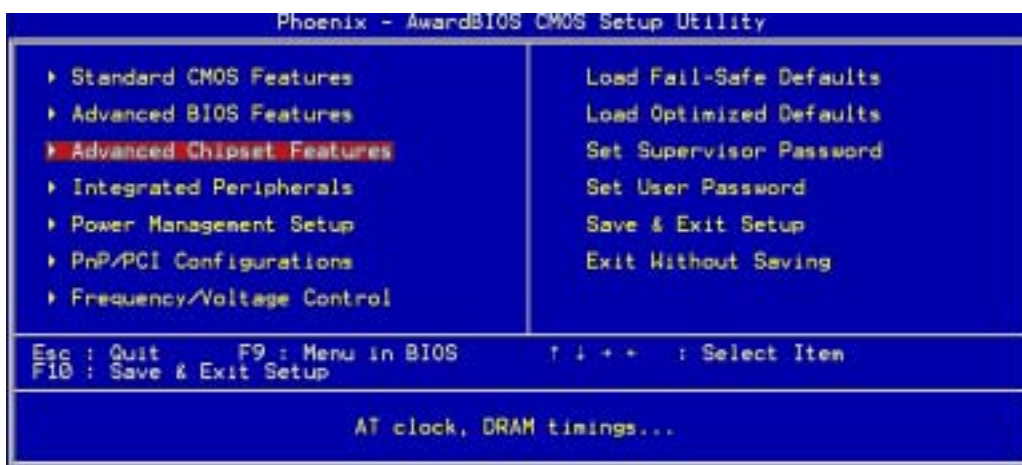 Phoenix - AwardBIOS CMOS Setup Utility
Standard CMOS Features
Advanced BIOS Features
Advanced Chipset Features
Integrated Peripherals
Power Management Setup
PnP/PCI Configurations
Frequency/Voltage Control
Load Fail-Safe Defaults
Load Optimized Defaults
Set Supervisor Password
Set User Password
Save & Exit Setup
Exit Without Saving
Esc : Quit F9 : Menu in BIOS ↑ ↓ → ← : Select Item
F10 : Save & Exit Setup
AT clock, DRAM timings...